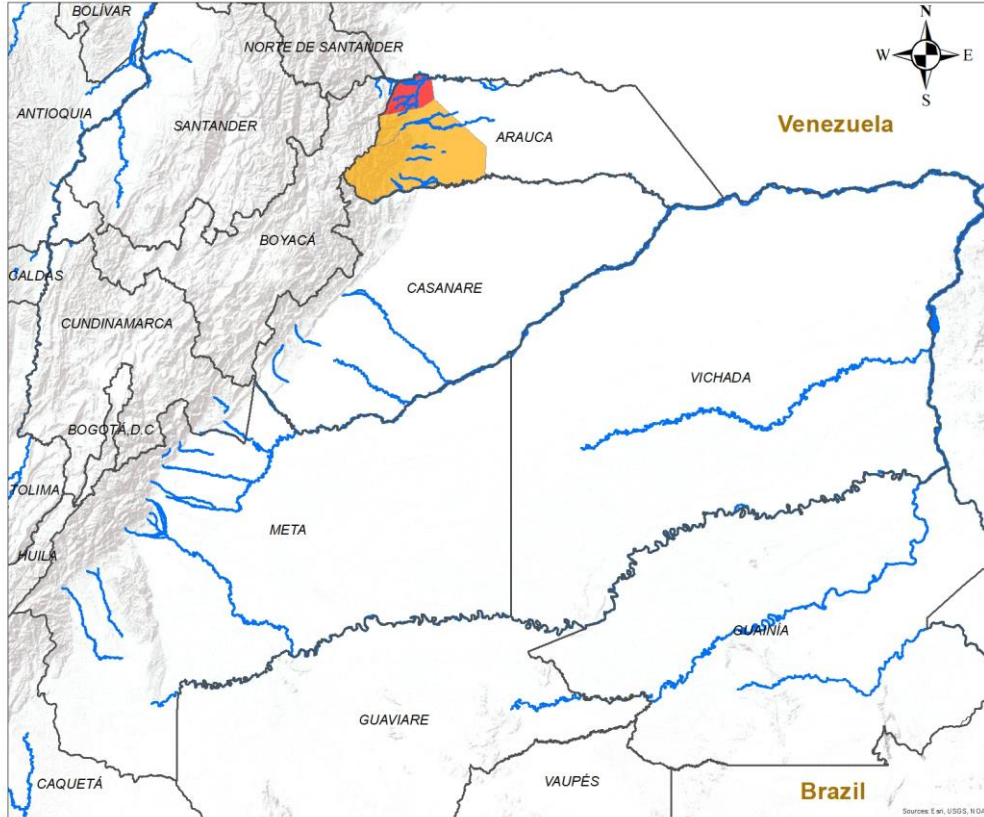 BOLÍVAR
NORTE DE SANTANDER
N
W E
S
ANTIOQUIA
SANTANDER
ARAUCA
Venezuela
BOYACÁ
CALDAS
CASANARE
CUNDINAMARCA
VICHADA
BOGOTÁ,D.C
TOLIMA
META
HUILA
GUAINÍA
GUAVIARE
CAQUETÁ
VAUPÉS
Brazil
Sources: Esri, USGS, NOA